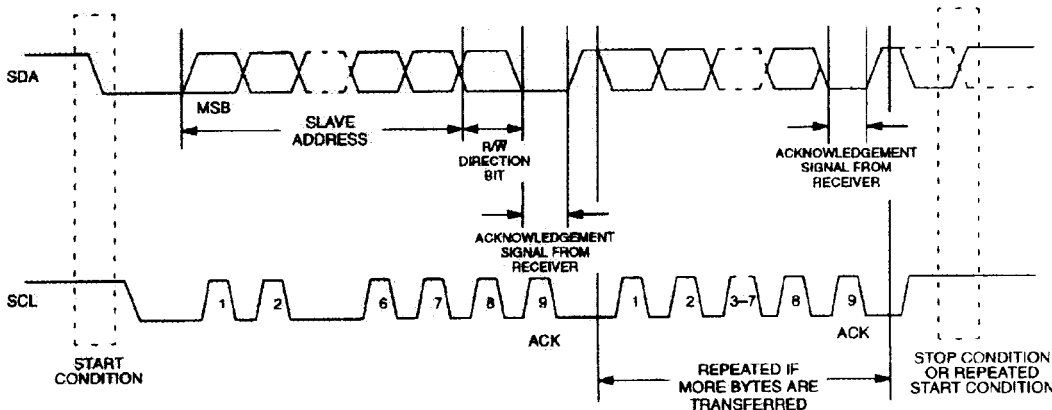 SDA
MSB
SLAVE
ADDRESS
R/W̅
DIRECTION
BIT
ACKNOWLEDGEMENT
SIGNAL FROM
RECEIVER
ACKNOWLEDGEMENT
SIGNAL FROM
RECEIVER
SCL
1 2 6 7 8 9 1 2 3–7 8 9
ACK ACK
START
CONDITION
REPEATED IF
MORE BYTES ARE
TRANSFERRED
STOP CONDITION
OR REPEATED
START CONDITION